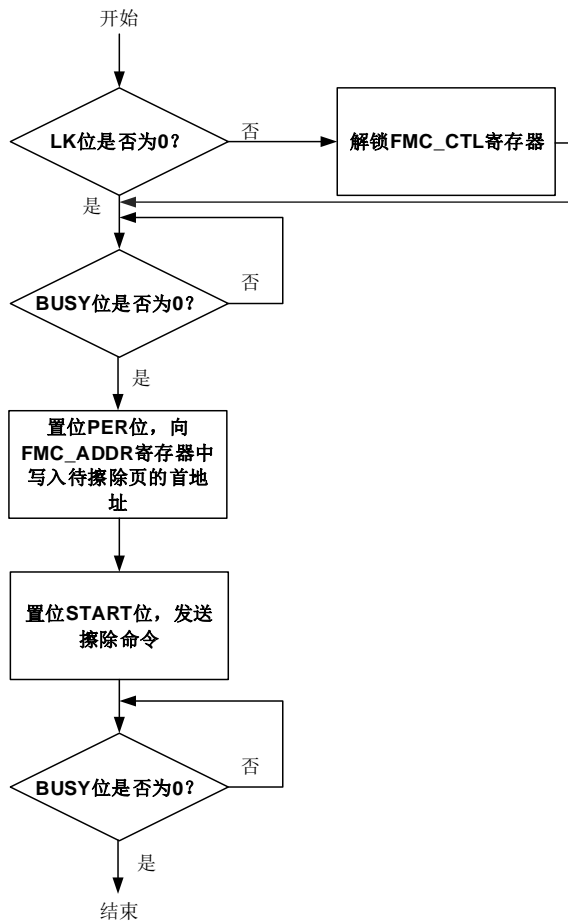 开始
LK位是否为0?
否
解锁FMC_CTL寄存器
是
否
BUSY位是否为0?
是
置位PER位，向
FMC_ADDR寄存器中
写入待擦除页的首地
址
置位START位，发送
擦除命令
否
BUSY位是否为0?
是
结束